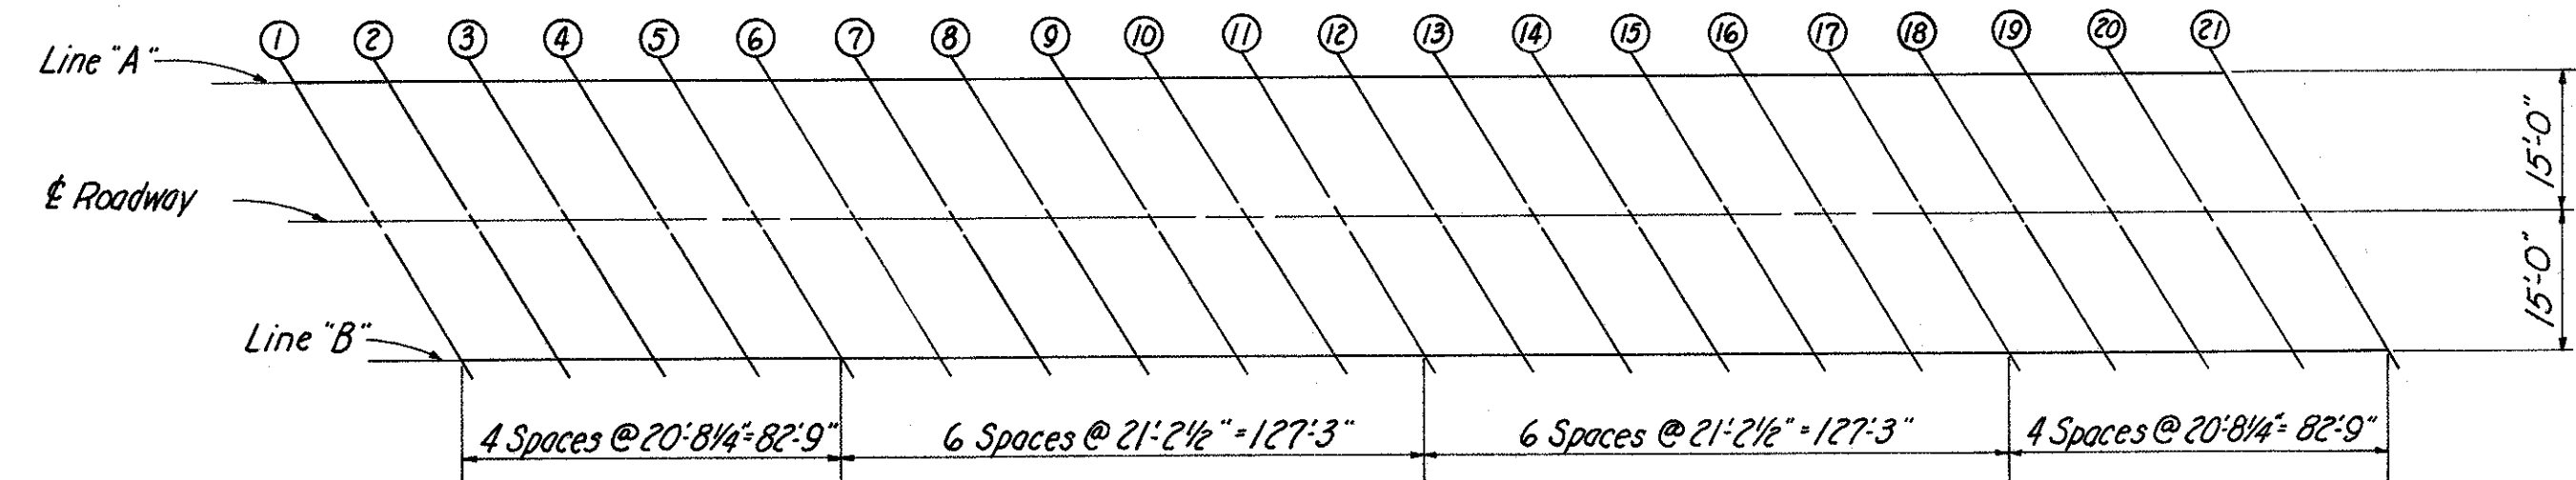 1 2 3 4 5 6 7 8 9 10 11 12 13 14 15 16 17 18 19 20 21
Line "A"
15'-0"
℄ Roadway
15'-0"
Line "B"
4 Spaces @ 20'-8¼"=82'-9" 6 Spaces @ 21'-2½" = 127'-3" 6 Spaces @ 21'-2½" = 127'-3" 4 Spaces @ 20'-8¼"= 82'-9"